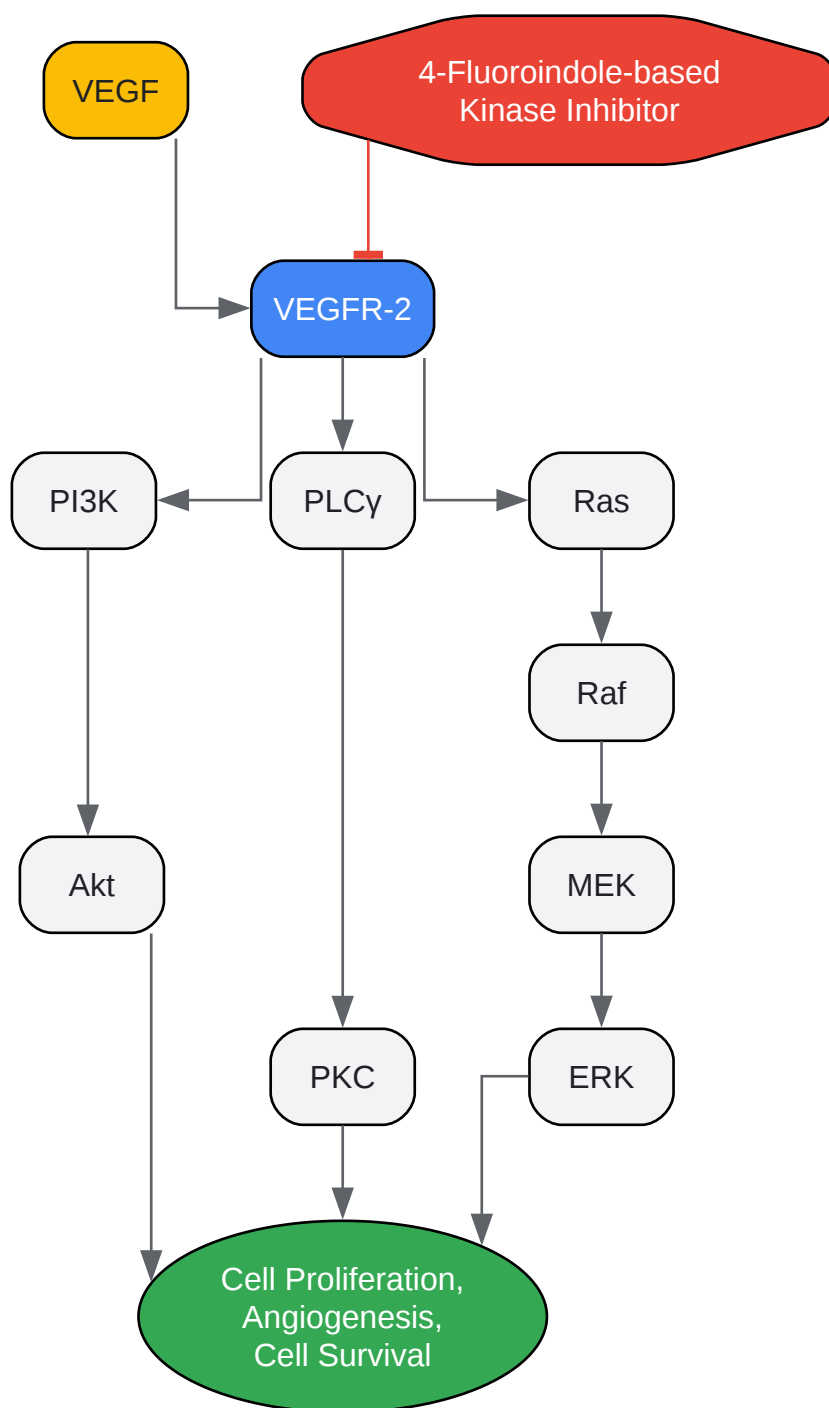 VEGF
4-Fluoroindole-based
Kinase Inhibitor
VEGFR-2
PI3K
PLCγ
Ras
Raf
Akt
MEK
PKC
ERK
Cell Proliferation,
Angiogenesis,
Cell Survival